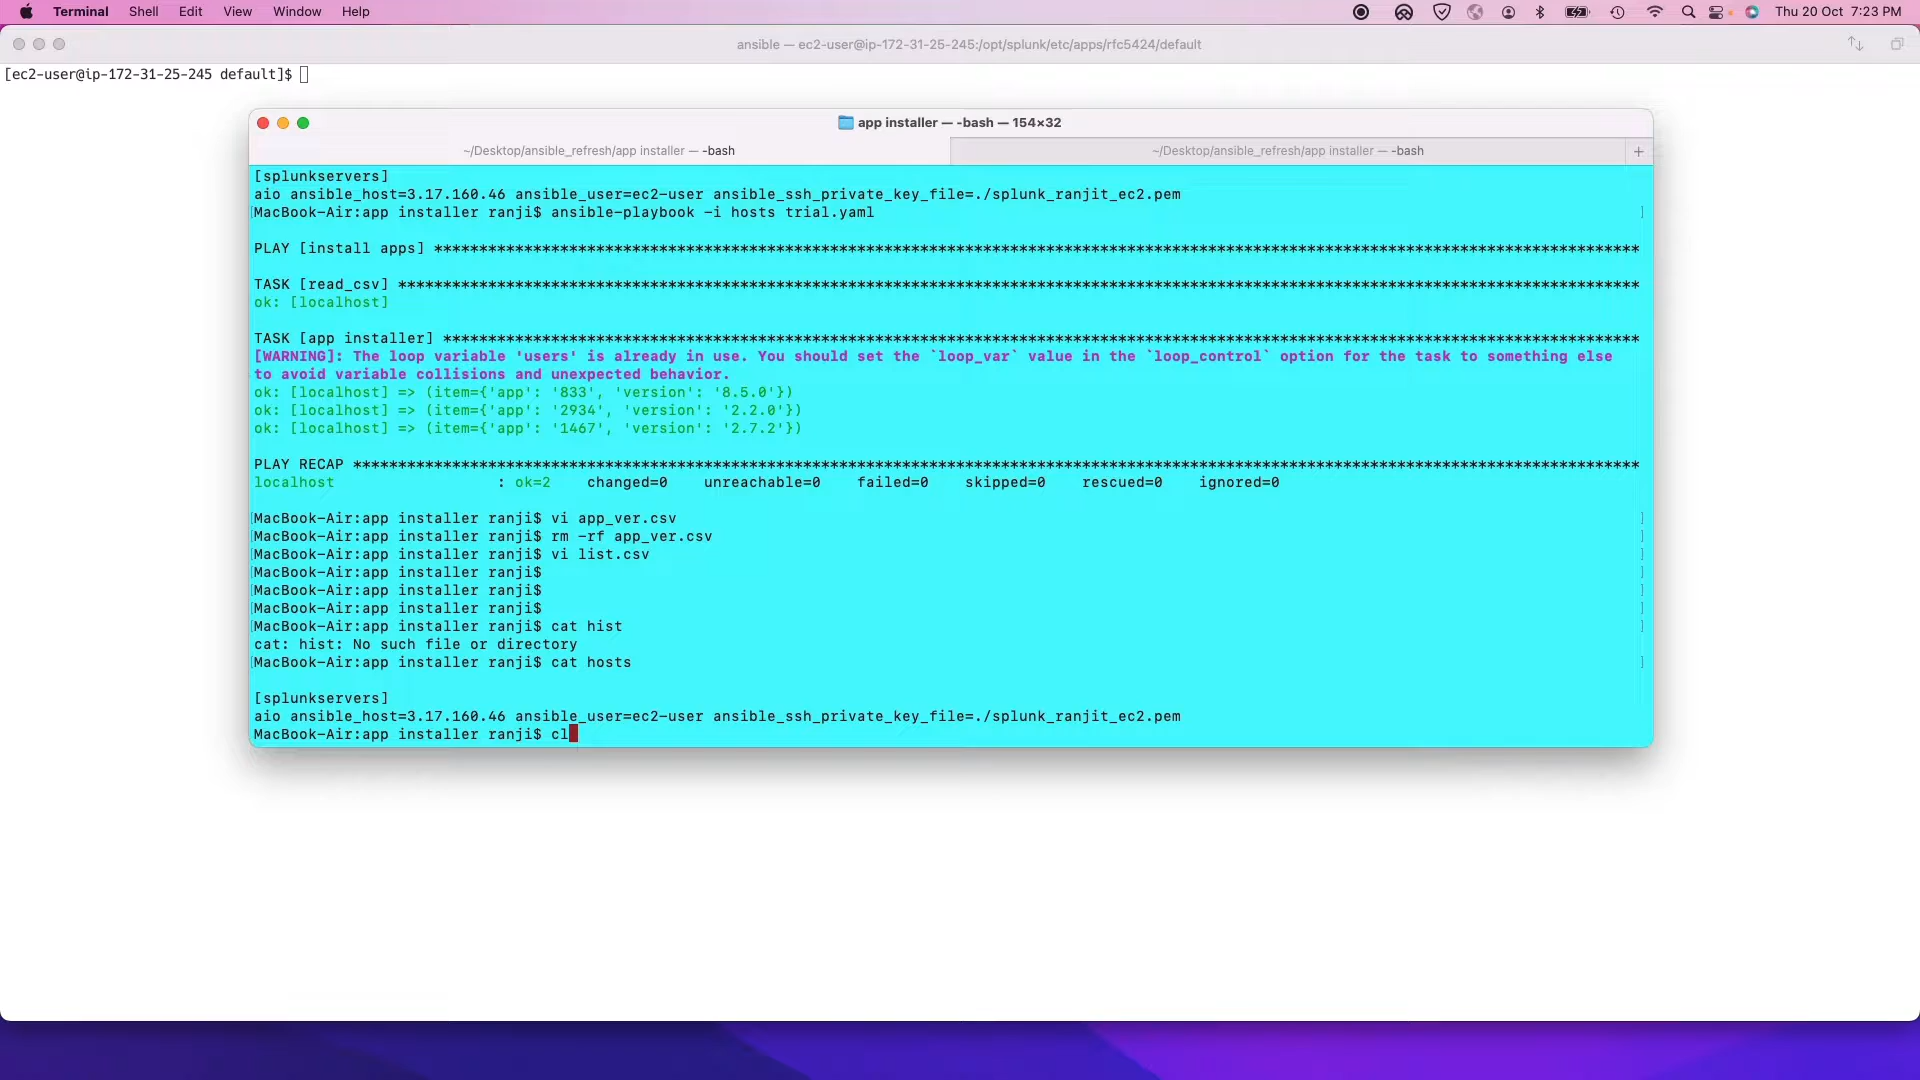 Terminal Shell Edit View Window Help Thu 20 Oct 7:23 PM
ansible — ec2-user@ip-172-31-25-245:/opt/splunk/etc/apps/rfc5424/default
[ec2-user@ip-172-31-25-245 default]$
app installer — -bash — 154×32
~/Desktop/ansible_refresh/app installer — -bash ~/Desktop/ansible_refresh/app installer — -bash +
[splunkservers]
aio ansible_host=3.17.160.46 ansible_user=ec2-user ansible_ssh_private_key_file=./splunk_ranjit_ec2.pem
[MacBook-Air:app installer ranji$ ansible-playbook -i hosts trial.yaml ]
PLAY [install apps] **************************************************************************************************************************************
TASK [read_csv] ******************************************************************************************************************************************
ok: [localhost]
TASK [app installer] *************************************************************************************************************************************
[WARNING]: The loop variable 'users' is already in use. You should set the `loop_var` value in the `loop_control` option for the task to something else
to avoid variable collisions and unexpected behavior.
ok: [localhost] => (item={'app': '833', 'version': '8.5.0'})
ok: [localhost] => (item={'app': '2934', 'version': '2.2.0'})
ok: [localhost] => (item={'app': '1467', 'version': '2.7.2'})
PLAY RECAP ***********************************************************************************************************************************************
localhost : ok=2 changed=0 unreachable=0 failed=0 skipped=0 rescued=0 ignored=0
[MacBook-Air:app installer ranji$ vi app_ver.csv ]
[MacBook-Air:app installer ranji$ rm -rf app_ver.csv ]
[MacBook-Air:app installer ranji$ vi list.csv ]
[MacBook-Air:app installer ranji$ ]
[MacBook-Air:app installer ranji$ ]
[MacBook-Air:app installer ranji$ ]
[MacBook-Air:app installer ranji$ cat hist ]
cat: hist: No such file or directory
[MacBook-Air:app installer ranji$ cat hosts ]
[splunkservers]
aio ansible_host=3.17.160.46 ansible_user=ec2-user ansible_ssh_private_key_file=./splunk_ranjit_ec2.pem
MacBook-Air:app installer ranji$ cl